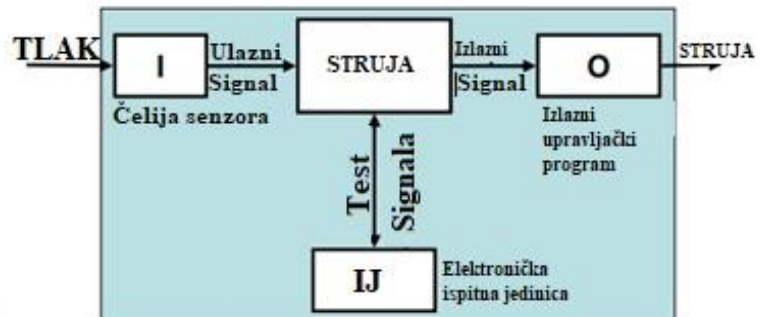 TLAK
I
Ulazni
Signal
Čelija senzora
STRUJA
Izlazni
Signal
O
Izlazni
upravljački
program
STRUJA
Test
Signala
IJ
Elektronička
ispitna jedinica